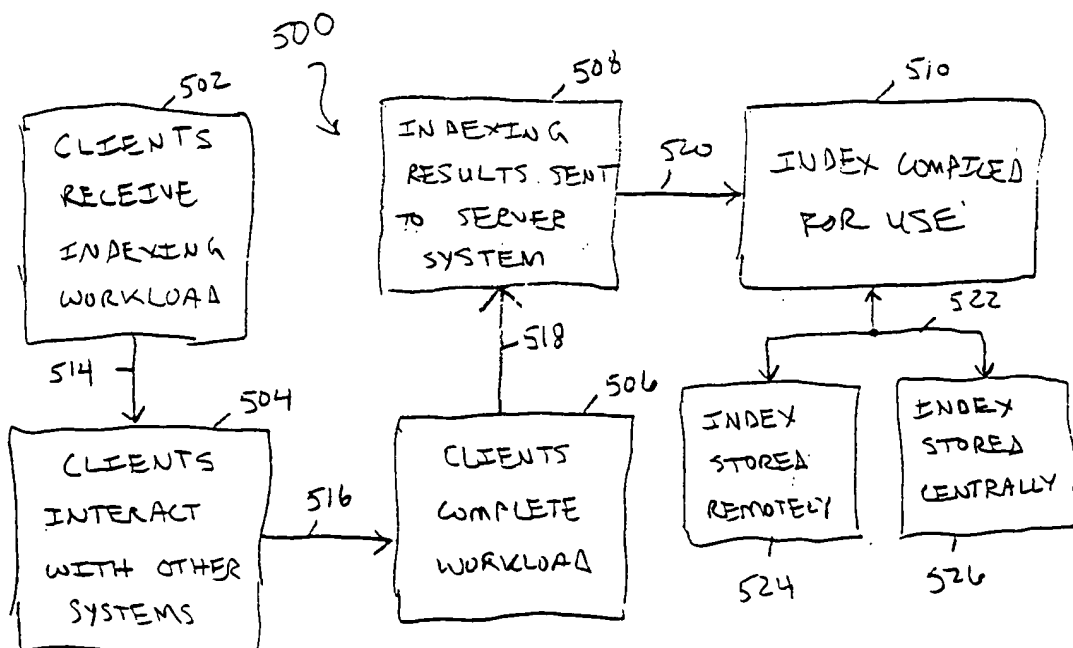 500
502
CLIENTS
RECEIVE
INDEXING
WORKLOAD
514
504
CLIENTS
INTERACT
WITH OTHER
SYSTEMS
516
506
CLIENTS
COMPLETE
WORKLOAD
518
508
INDEXING
RESULTS SENT
TO SERVER
SYSTEM
520
510
INDEX COMPILED
FOR USE
522
INDEX
STORED
REMOTELY
524
INDEX
STORED
CENTRALLY
526